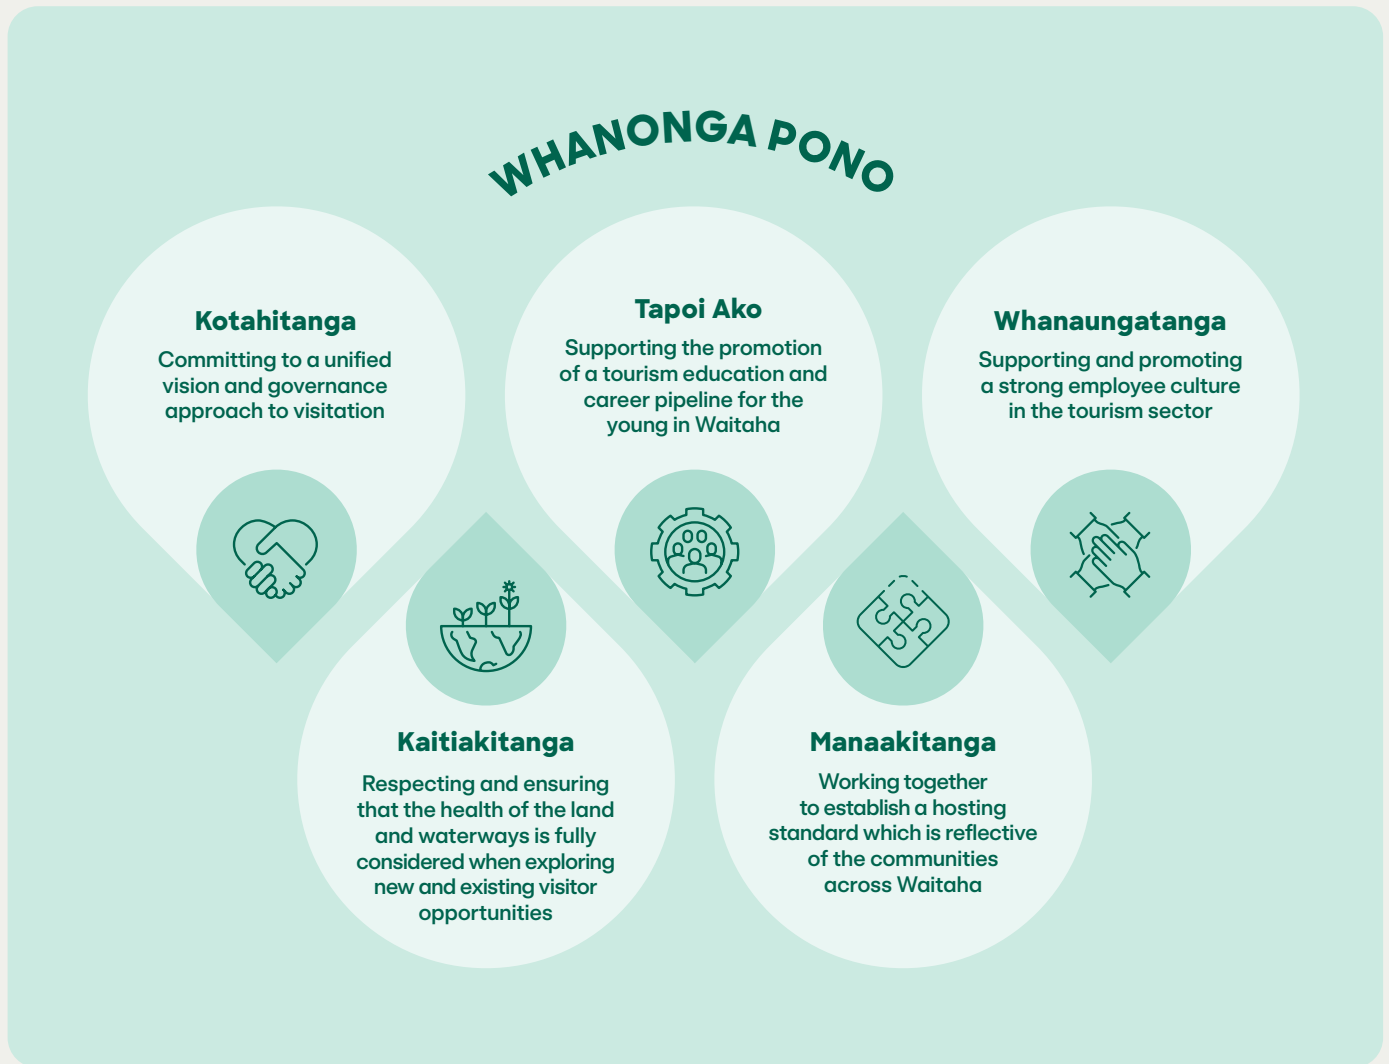 WHANONGA PONO
Kotahitanga
Committing to a unified
vision and governance
approach to visitation
Tapoi Ako
Supporting the promotion
of a tourism education and
career pipeline for the
young in Waitaha
Whanaungatanga
Supporting and promoting
a strong employee culture
in the tourism sector
Kaitiakitanga
Respecting and ensuring
that the health of the land
and waterways is fully
considered when exploring
new and existing visitor
opportunities
Manaakitanga
Working together
to establish a hosting
standard which is reflective
of the communities
across Waitaha